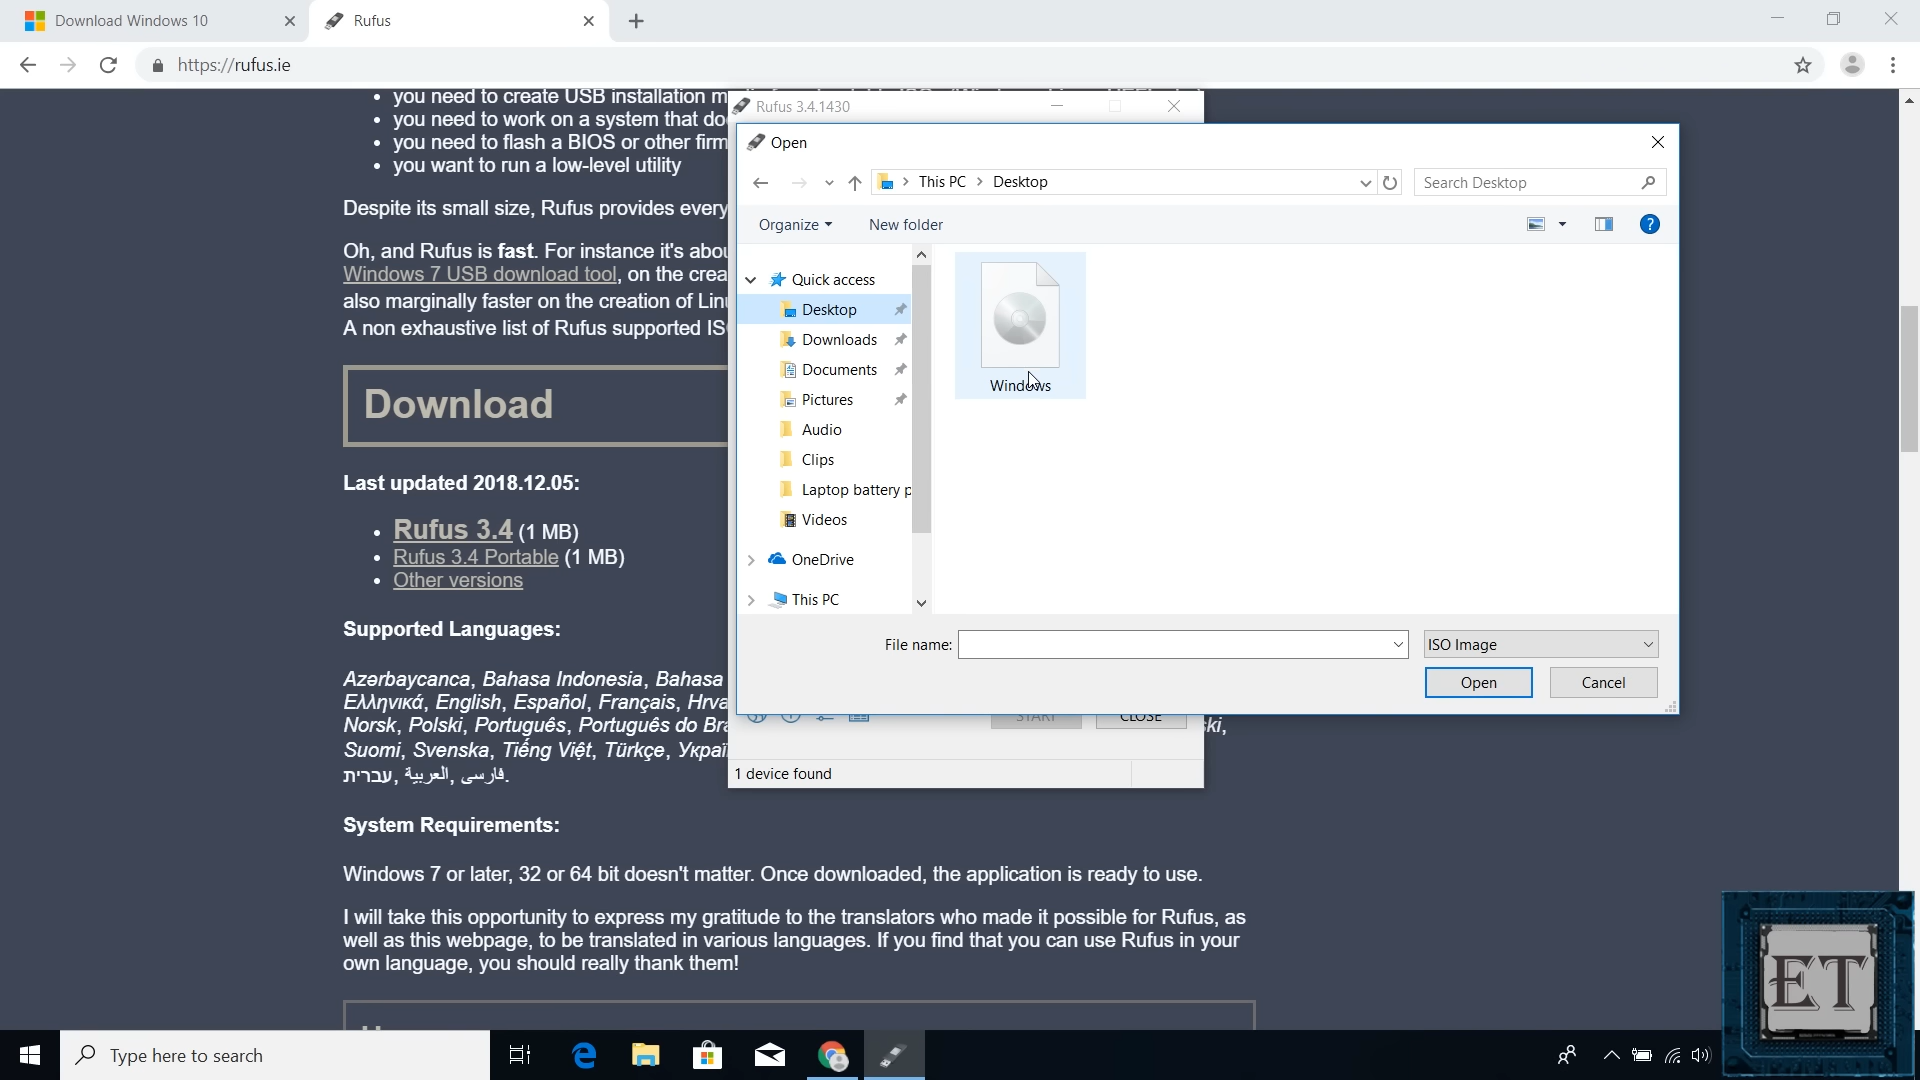 Download Windows 10
Rufus
https://rufus.ie
you need to create USB installation m
you need to work on a system that do
you need to flash a BIOS or other firm
you want to run a low-level utility
Despite its small size, Rufus provides every
Oh, and Rufus is fast. For instance it's abou
Windows 7 USB download tool, on the crea
also marginally faster on the creation of Lin
A non exhaustive list of Rufus supported IS
Download
Last updated 2018.12.05:
Rufus 3.4 (1 MB)
Rufus 3.4 Portable (1 MB)
Other versions
Supported Languages:
Azərbaycanca, Bahasa Indonesia, Bahasa
Ελληνικά, English, Español, Français, Hrva
Norsk, Polski, Português, Português do Bra
ski,
Suomi, Svenska, Tiếng Việt, Türkçe, Украї
עברית, العربية, فارسی.
System Requirements:
Windows 7 or later, 32 or 64 bit doesn't matter. Once downloaded, the application is ready to use.
I will take this opportunity to express my gratitude to the translators who made it possible for Rufus, as
well as this webpage, to be translated in various languages. If you find that you can use Rufus in your
own language, you should really thank them!
Rufus 3.4.1430
Open
This PC > Desktop
Search Desktop
Organize
New folder
Quick access
Desktop
Downloads
Documents
Pictures
Audio
Clips
Laptop battery p
Videos
OneDrive
This PC
Windows
File name:
ISO Image
Open
Cancel
START
CLOSE
1 device found
Type here to search
ET